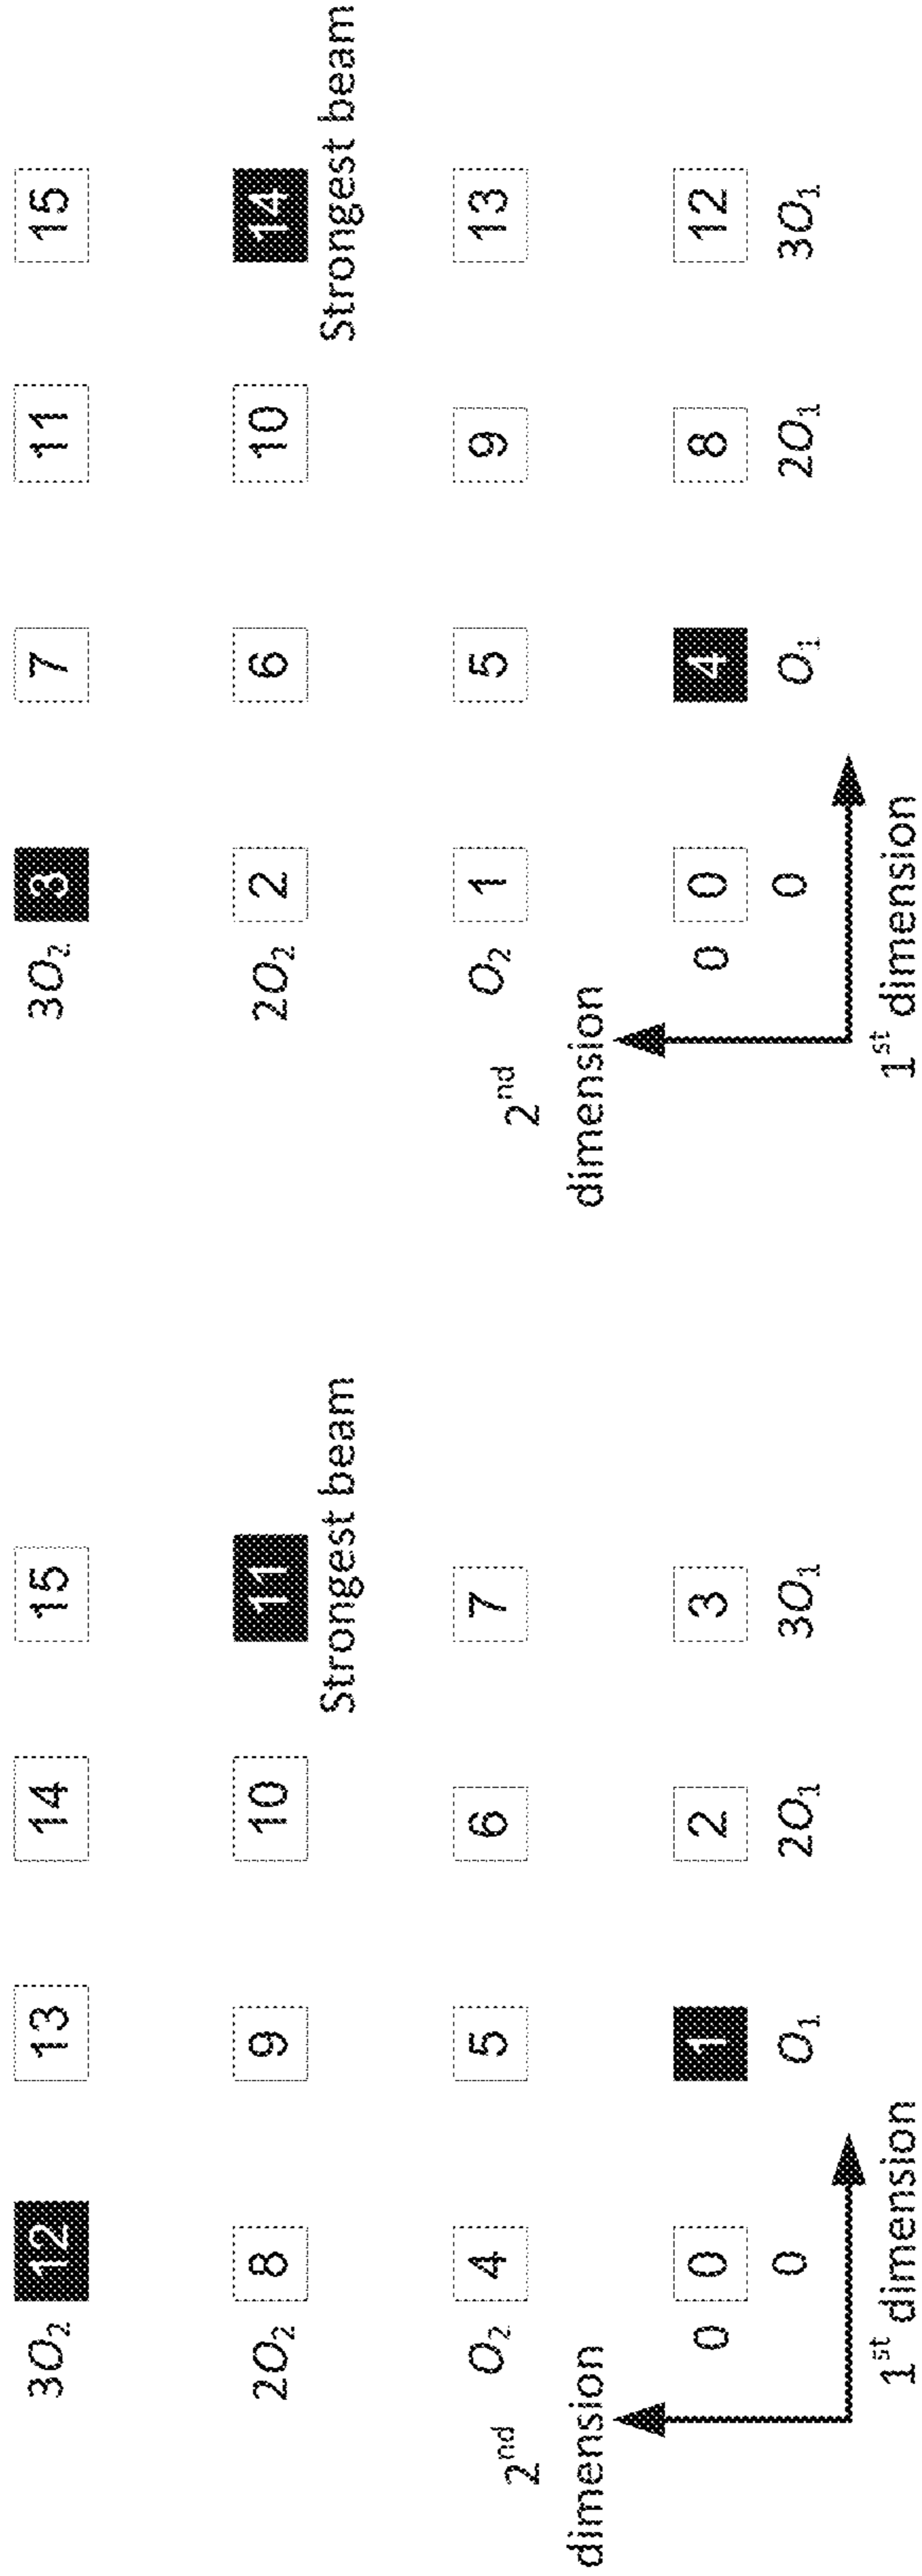 3O₂ 12 13 14 15
2O₂ 8 9 10 11
Strongest beam
O₂ 4 5 6 7
2nd
dimension
0 0 1 2 3
0 O₁ 2O₁ 3O₁
1st dimension
3O₂ 3 7 11 15
2O₂ 2 6 10 14
Strongest beam
O₂ 1 5 9 13
2nd
dimension
0 0 4 8 12
0 O₁ 2O₁ 3O₁
1st dimension